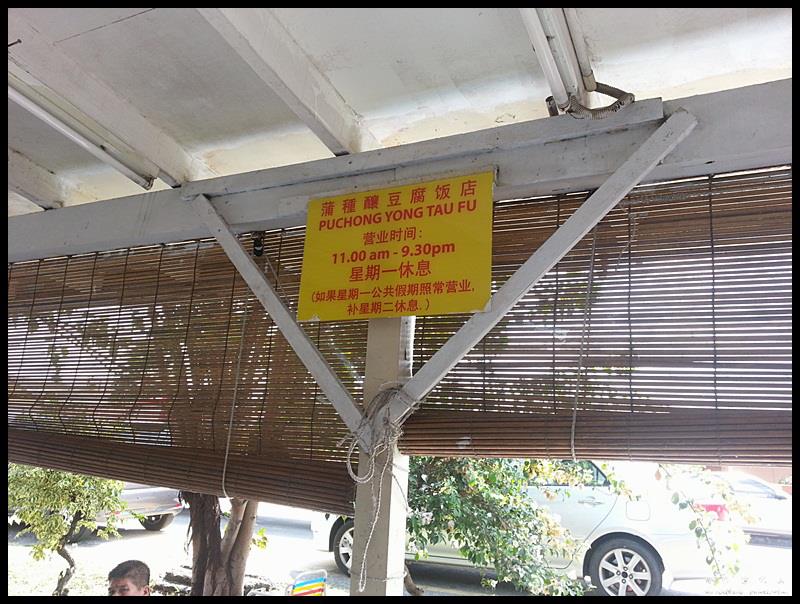 蒲種釀豆腐饭店
PUCHONG YONG TAU FU
营业时间：
11.00 am - 9.30pm
星期一休息
(如果星期一公共假期照常营业,
补星期二休息.)